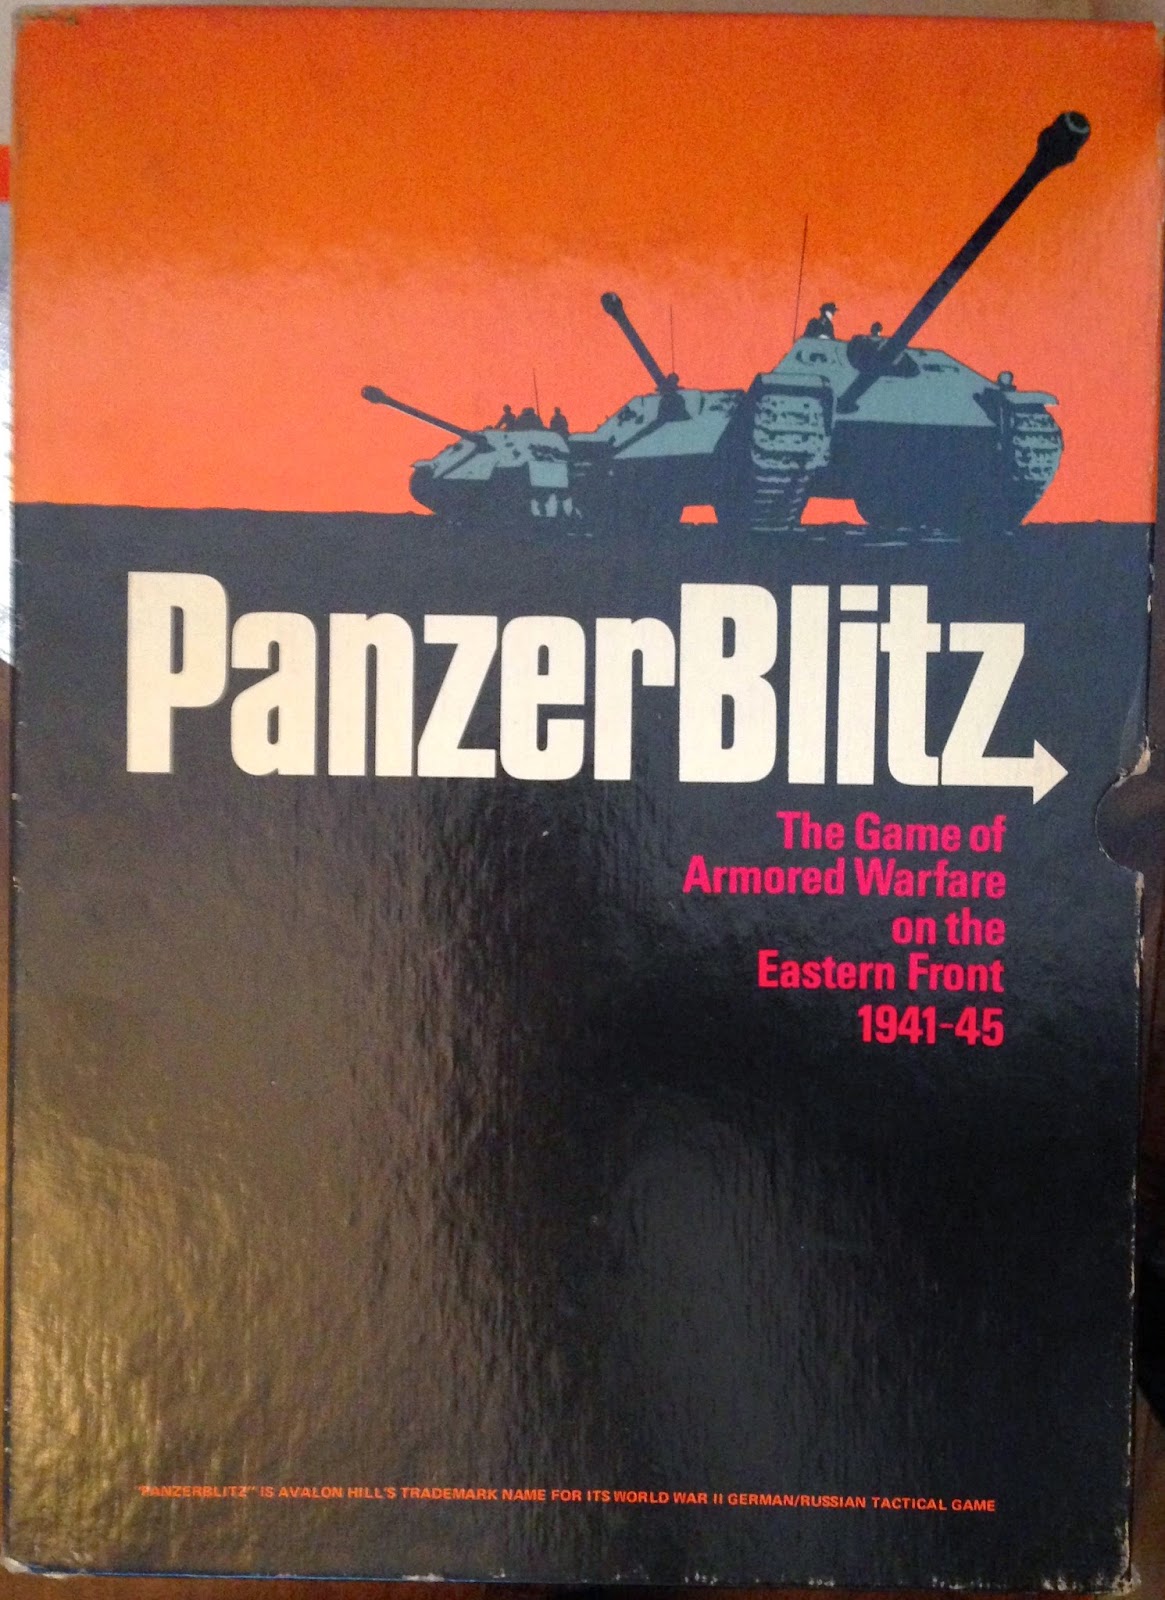 PanzerBlitz
The Game of
Armored Warfare
on the
Eastern Front
1941-45
"PANZERBLITZ" IS AVALON HILL'S TRADEMARK NAME FOR ITS WORLD WAR II GERMAN/RUSSIAN TACTICAL GAME